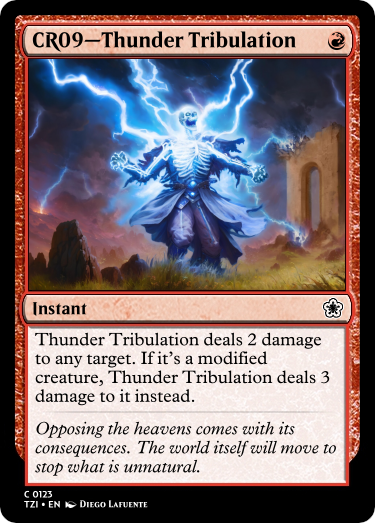 CR09—Thunder Tribulation
Instant
Thunder Tribulation deals 2 damage
to any target. If it's a modified
creature, Thunder Tribulation deals 3
damage to it instead.
Opposing the heavens comes with its
consequences. The world itself will move to
stop what is unnatural.
C 0123
TZI • EN Diego Lafuente